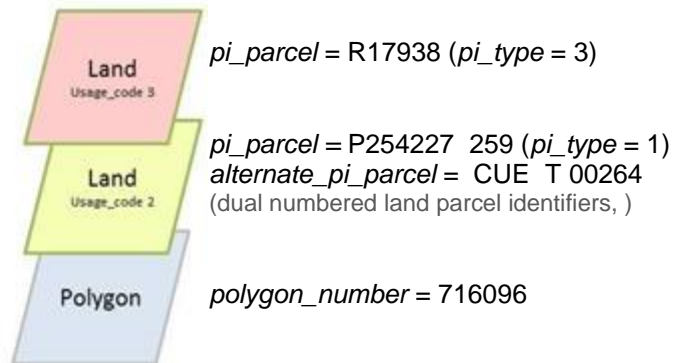 Land
Usage_code 3
pi_parcel = R17938 (pi_type = 3)
Land
Usage_code 2
pi_parcel = P254227 259 (pi_type = 1)
alternate_pi_parcel = CUE T 00264
(dual numbered land parcel identifiers, )
Polygon
polygon_number = 716096